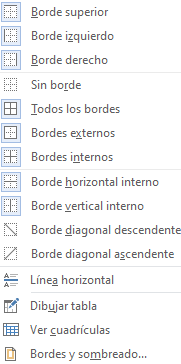 Borde superior
Borde izquierdo
Borde derecho
Sin borde
Todos los bordes
Bordes externos
Bordes internos
Borde horizontal interno
Borde vertical interno
Borde diagonal descendente
Borde diagonal ascendente
Línea horizontal
Dibujar tabla
Ver cuadrículas
Bordes y sombreado...